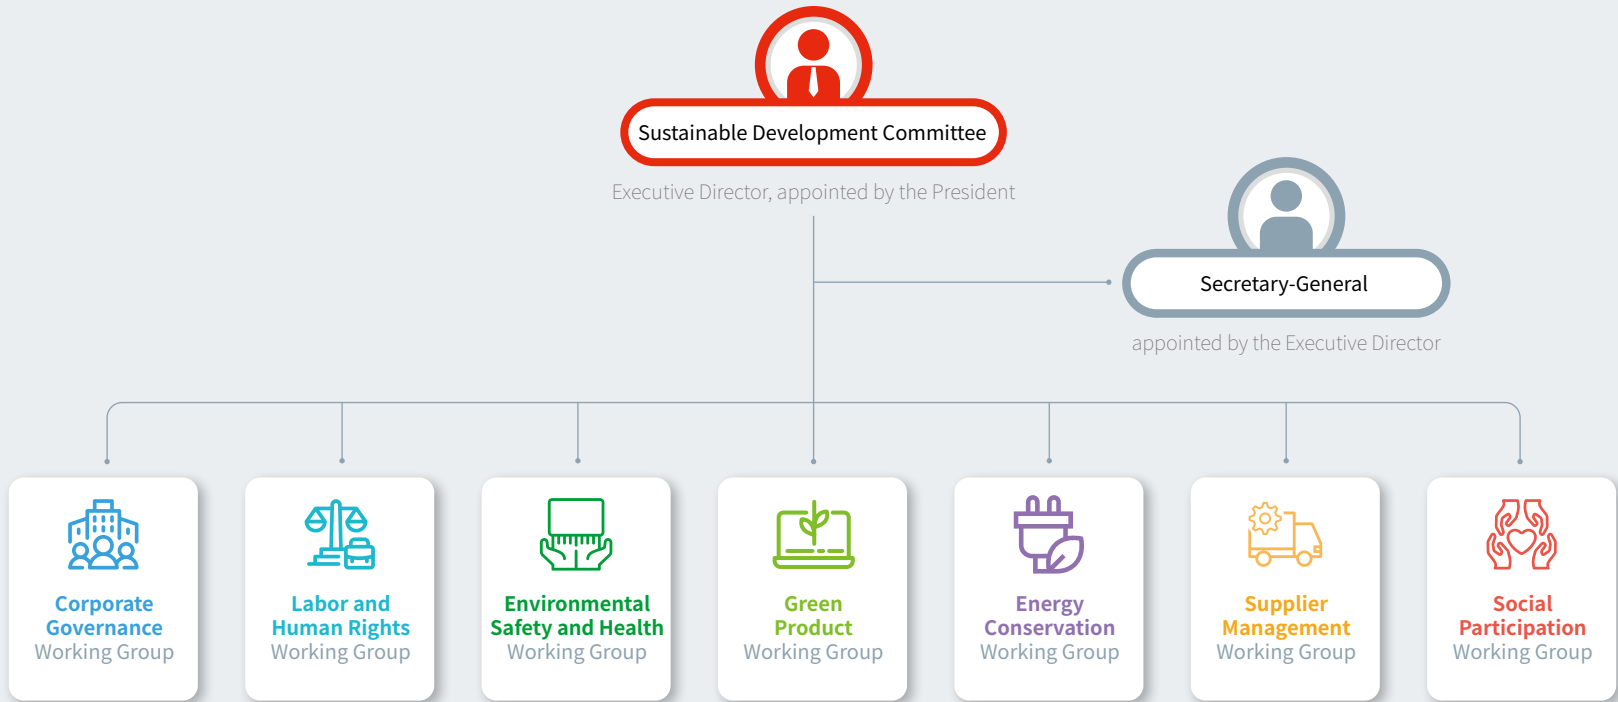 Sustainable Development Committee
Executive Director, appointed by the President
Secretary-General
appointed by the Executive Director
Corporate
Governance
Working Group
Labor and
Human Rights
Working Group
Environmental
Safety and Health
Working Group
Green
Product
Working Group
Energy
Conservation
Working Group
Supplier
Management
Working Group
Social
Participation
Working Group